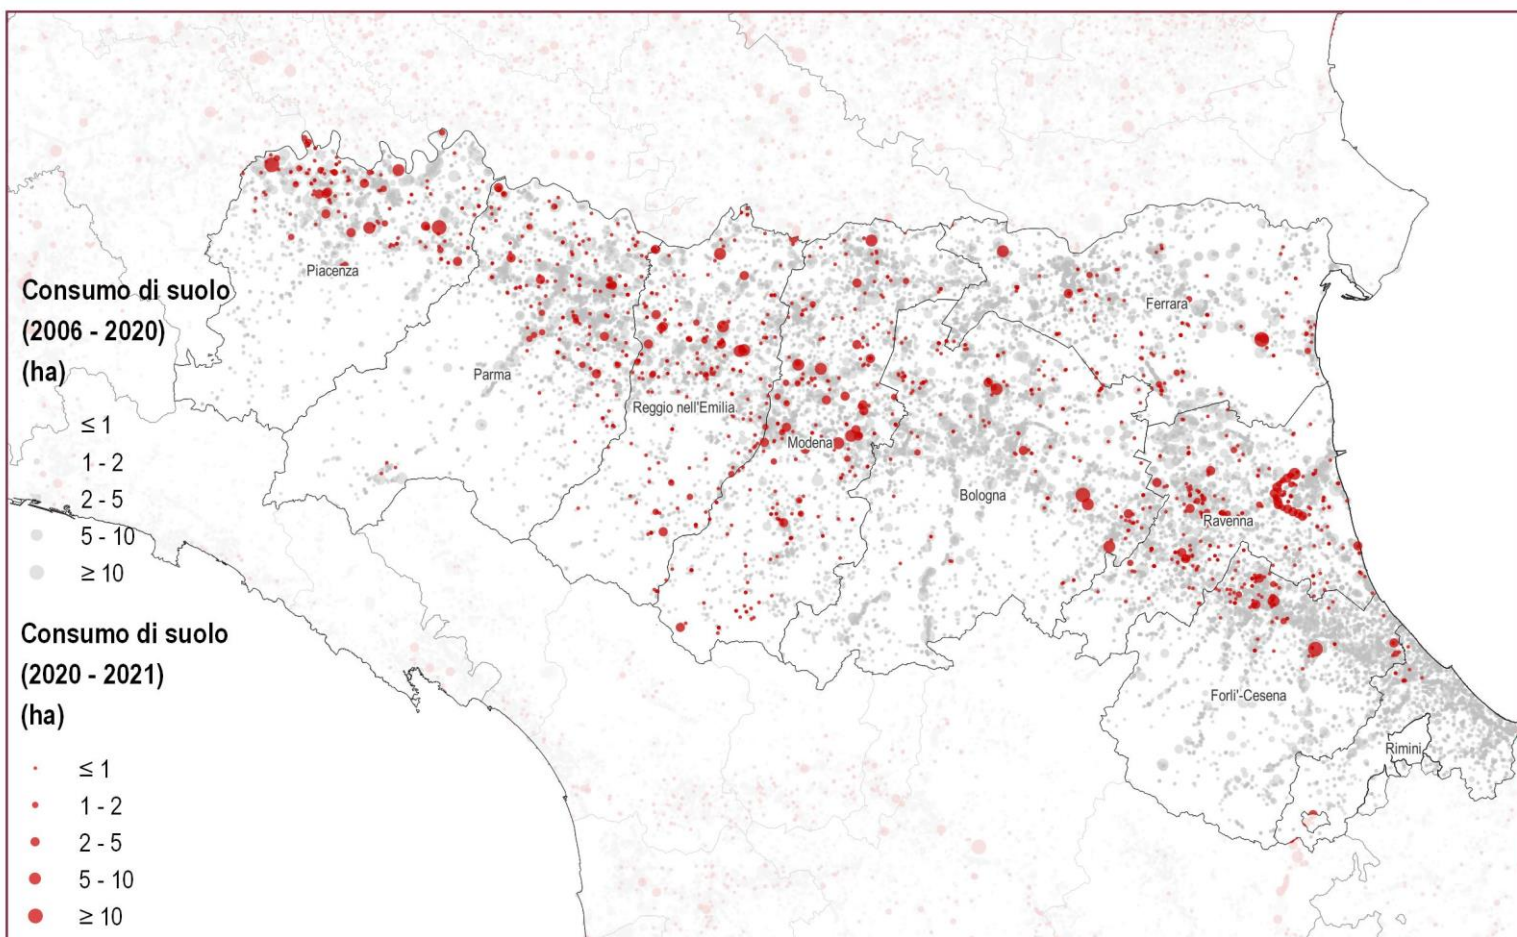 Piacenza
Consumo di suolo
(2006 - 2020)
(ha)
≤ 1
1 - 2
2 - 5
5 - 10
≥ 10
Consumo di suolo
(2020 - 2021)
(ha)
≤ 1
1 - 2
2 - 5
5 - 10
≥ 10
Parma
Reggio nell'Emilia
Modena
Bologna
Ferrara
Ravenna
Forli'-Cesena
Rimini